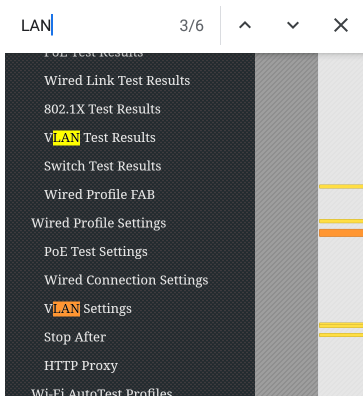 LAN 3/6
PoE Test Results
Wired Link Test Results
802.1X Test Results
VLAN Test Results
Switch Test Results
Wired Profile FAB
Wired Profile Settings
PoE Test Settings
Wired Connection Settings
VLAN Settings
Stop After
HTTP Proxy
Wi-Fi AutoTest Profiles